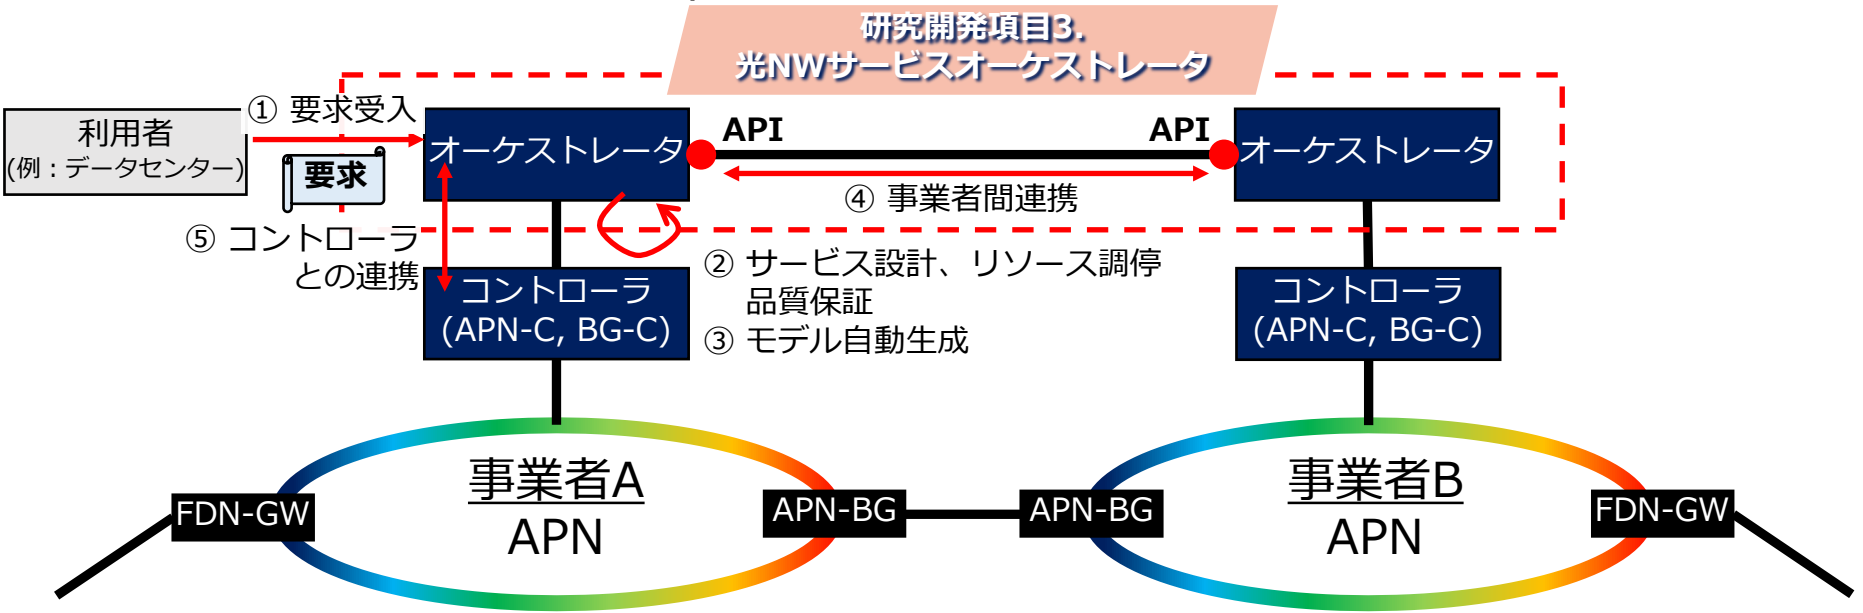 研究開発項目3.
光NWサービスオーケストレータ
① 要求受入
利用者
(例：データセンター)
要求
オーケストレータ
API
API
オーケストレータ
④ 事業者間連携
⑤ コントローラ
との連携
② サービス設計、リソース調停
品質保証
③ モデル自動生成
コントローラ
(APN-C, BG-C)
コントローラ
(APN-C, BG-C)
事業者A
APN
事業者B
APN
FDN-GW
APN-BG
APN-BG
FDN-GW